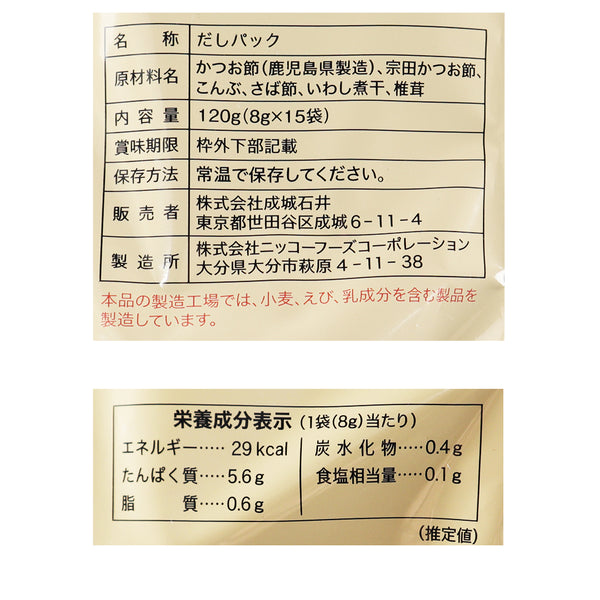 名称 だしパック
原材料名 かつお節(鹿児島県製造)、宗田かつお節、
こんぶ、さば節、いわし煮干、椎茸
内容量 120g(8g×15袋)
賞味期限 枠外下部記載
保存方法 常温で保存してください。
販売者 株式会社成城石井
東京都世田谷区成城6-11-4
製造所 株式会社ニッコーフーズコーポレーション
大分県大分市萩原4-11-38
本品の製造工場では、小麦、えび、乳成分を含む製品を
製造しています。
栄養成分表示 (1袋(8g)当たり)
エネルギー・・・・・29kcal 炭水化物・・・・・0.4g
たんぱく質・・・・・5.6g 食塩相当量・・・・・0.1g
脂質・・・・・0.6g
(推定値)